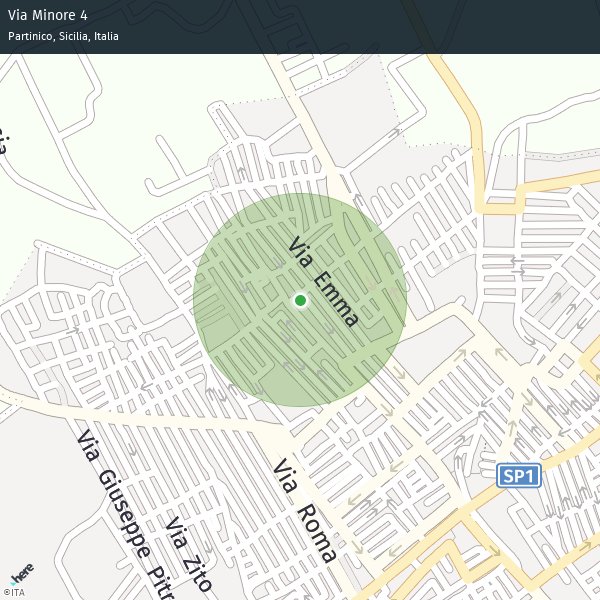 Via Minore 4
Partinico, Sicilia, Italia
Via Emma
SP1
Via Giuseppe Pitr
Via Roma
Via Zito
here
©ITA